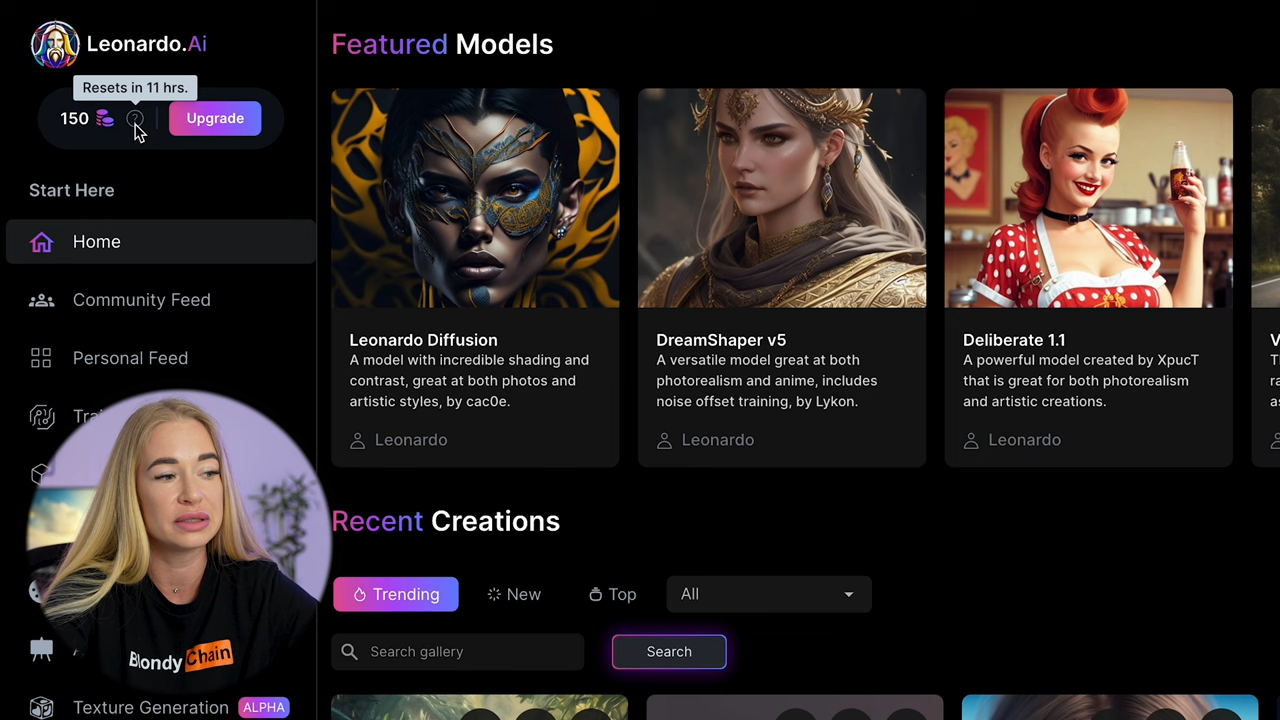 Leonardo.Ai
Resets in 11 hrs.
150
Upgrade
Start Here
Home
Community Feed
Personal Feed
Texture Generation ALPHA
Blondy Chain
Featured Models
Leonardo Diffusion
A model with incredible shading and
contrast, great at both photos and
artistic styles, by cac0e.
Leonardo
DreamShaper v5
A versatile model great at both
photorealism and anime, includes
noise offset training, by Lykon.
Leonardo
Deliberate 1.1
A powerful model created by XpucT
that is great for both photorealism
and artistic creations.
Leonardo
Recent Creations
Trending
New
Top
All
Search gallery
Search